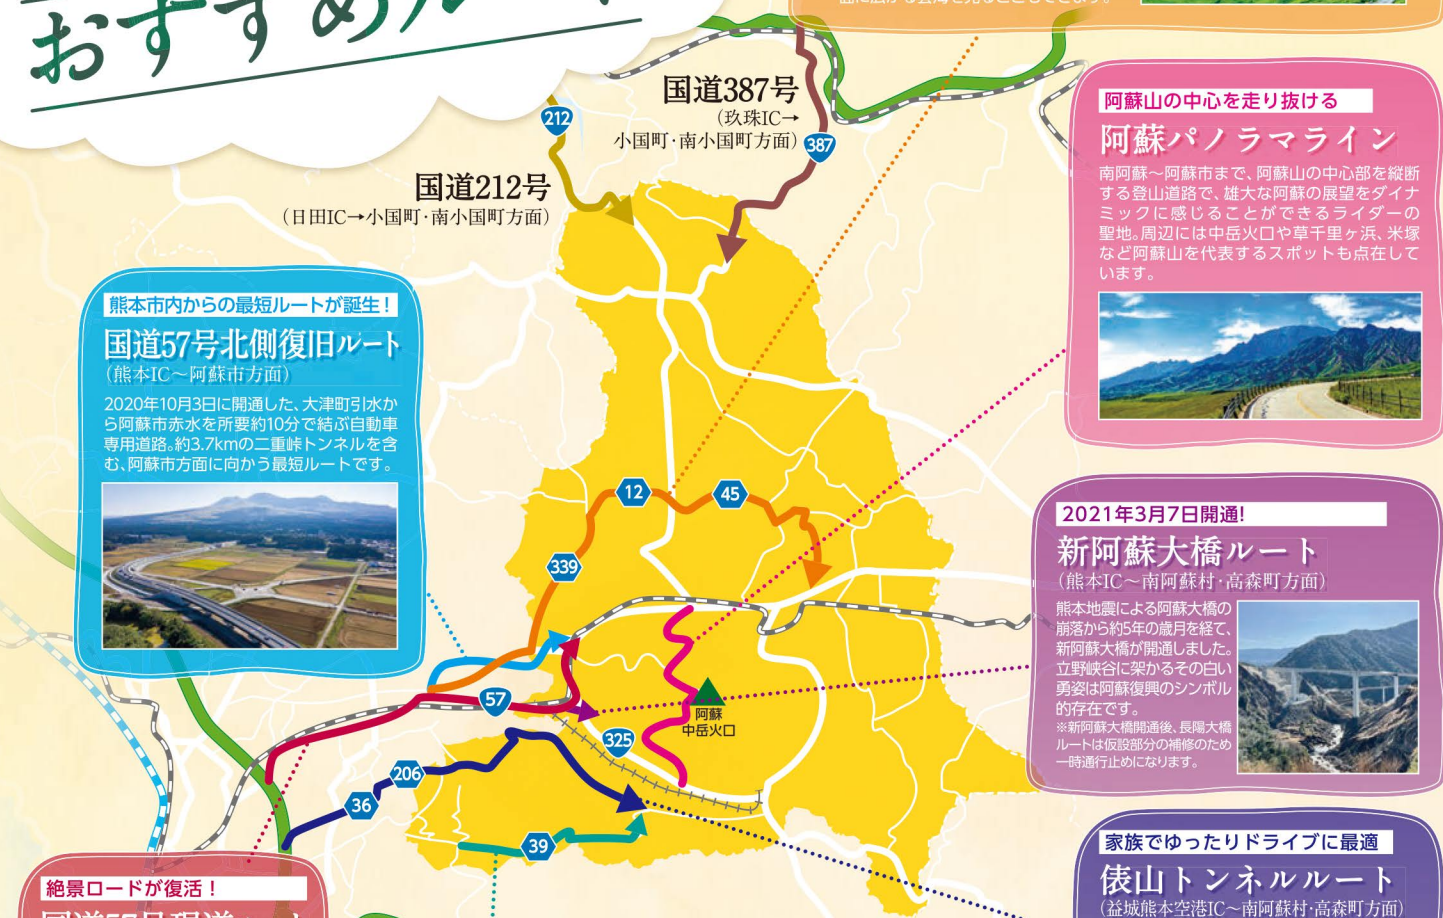 おすすめルート
国道387号
（玖珠IC→
小国町・南小国町方面）
387
212
国道212号
（日田IC→小国町・南小国町方面）
熊本市内からの最短ルートが誕生！
国道57号北側復旧ルート
（熊本IC～阿蘇市方面）
2020年10月3日に開通した、大津町引水か
ら阿蘇市赤水を所要約10分で結ぶ自動車
専用道路。約3.7kmの二重峠トンネルを含
む、阿蘇市方面に向かう最短ルートです。
阿蘇山の中心を走り抜ける
阿蘇パノラマライン
南阿蘇～阿蘇市まで、阿蘇山の中心部を縦断
する登山道路で、雄大な阿蘇の展望をダイナ
ミックに感じることができるライダーの
聖地。周辺には中岳火口や草千里ヶ浜、米塚
など阿蘇山を代表するスポットも点在して
います。
12
45
339
57
325
206
36
39
阿蘇
中岳火口
2021年3月7日開通!
新阿蘇大橋ルート
（熊本IC～南阿蘇村・高森町方面）
熊本地震による阿蘇大橋の
崩落から約5年の歳月を経て、
新阿蘇大橋が開通しました。
立野峡谷に架かるその白い
勇姿は阿蘇復興のシンボル
的存在です。
※新阿蘇大橋開通後、長陽大橋
ルートは仮設部分の補修のため
一時通行止めになります。
家族でゆったりドライブに最適
俵山トンネルルート
（益城熊本空港IC～南阿蘇村・高森町方面）
絶景ロードが復活！
国道57号現道ルート